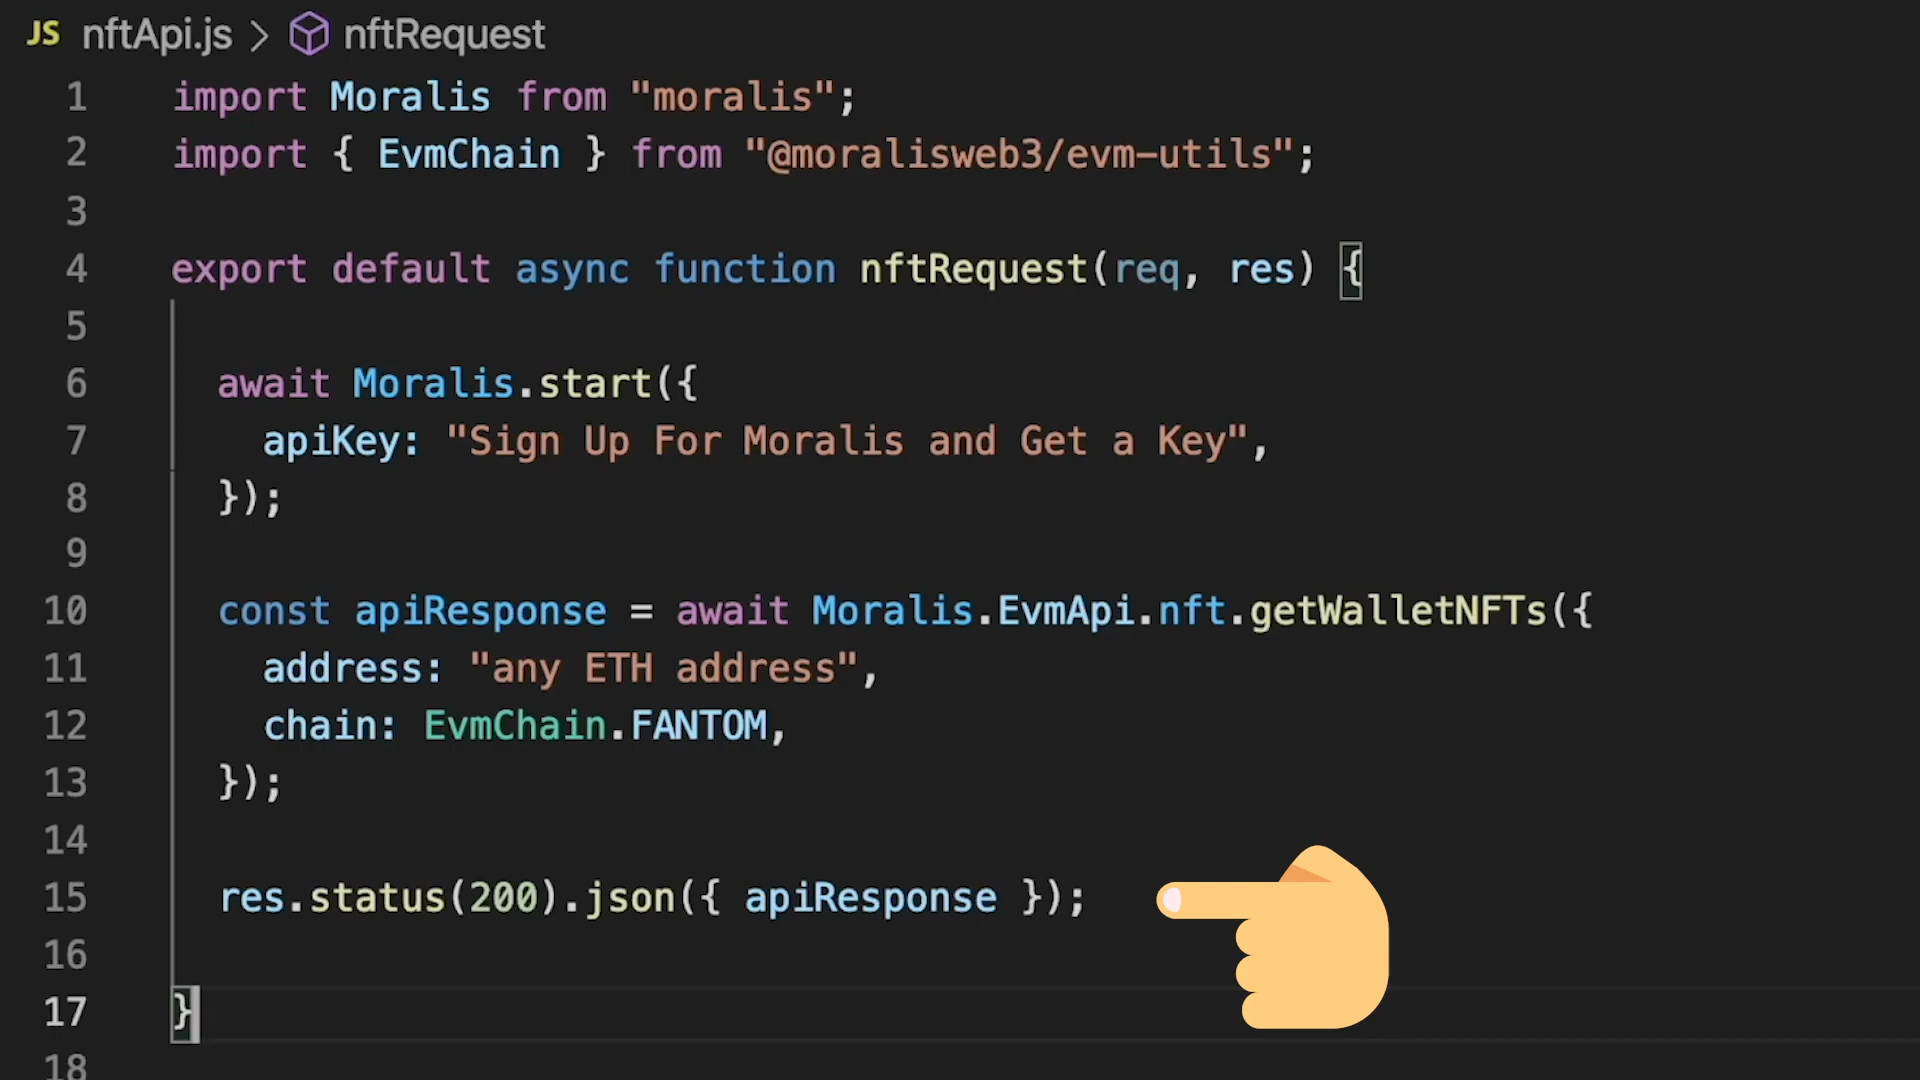 JS nftApi.js > nftRequest
1 import Moralis from "moralis";
2 import { EvmChain } from "@moralisweb3/evm-utils";
3
4 export default async function nftRequest(req, res) {
5
6 await Moralis.start({
7 apiKey: "Sign Up For Moralis and Get a Key",
8 });
9
10 const apiResponse = await Moralis.EvmApi.nft.getWalletNFTs({
11 address: "any ETH address",
12 chain: EvmChain.FANTOM,
13 });
14
15 res.status(200).json({ apiResponse });
16
17 }
18